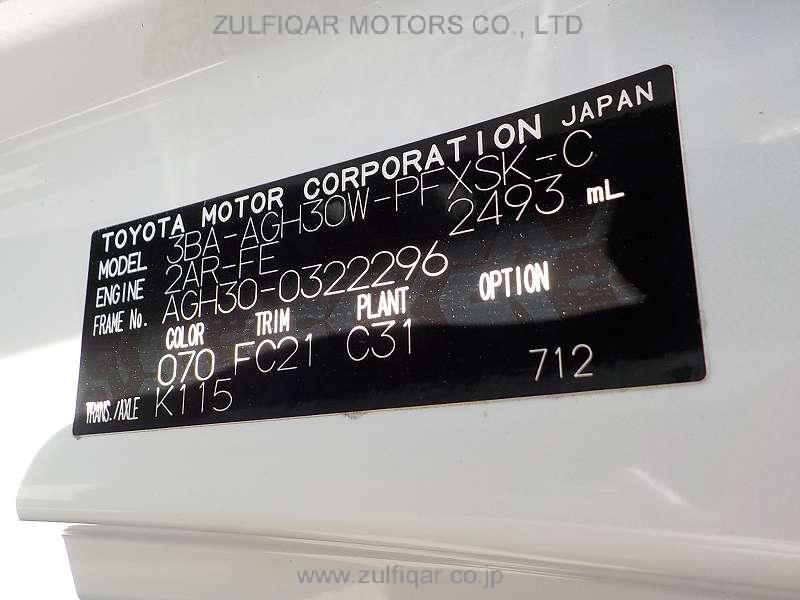 ZULFIQAR MOTORS CO., LTD
TOYOTA MOTOR CORPORATION JAPAN
MODEL 3BA-AGH30W-PFXSK-C
ENGINE 2AR-FE 2493 mL
FRAME No. AGH30-0322296
COLOR TRIM PLANT OPTION
070 FC21 C31
TRANS./AXLE K115 712
www.zulfiqar.co.jp